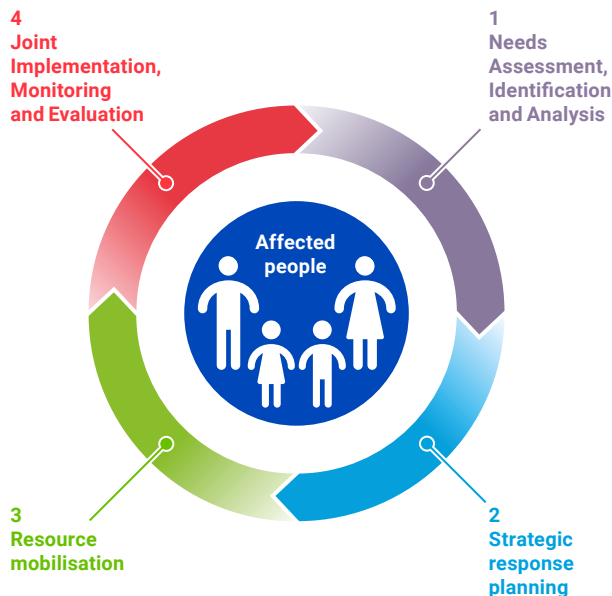 4
Joint
Implementation,
Monitoring
and Evaluation
1
Needs
Assessment,
Identification
and Analysis
Affected
people
3
Resource
mobilisation
2
Strategic
response
planning